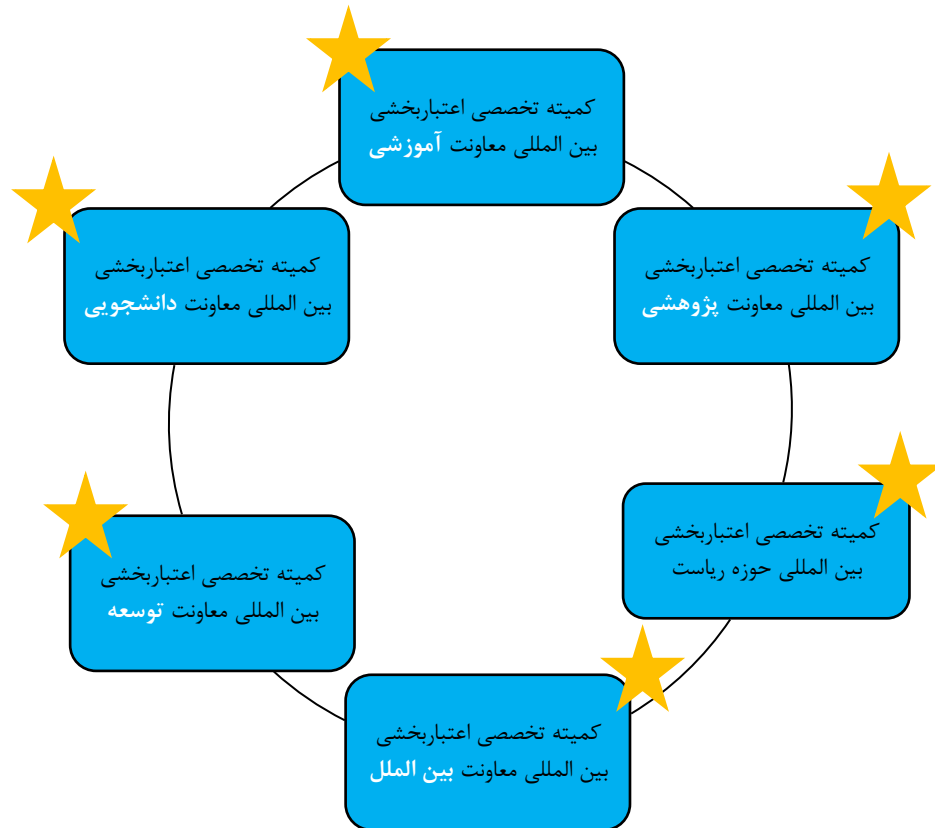 کمیته تخصصی اعتباربخشی
بین المللی معاونت آموزشی
کمیته تخصصی اعتباربخشی
بین المللی معاونت پژوهشی
کمیته تخصصی اعتباربخشی
بین المللی حوزه ریاست
کمیته تخصصی اعتباربخشی
بین المللی معاونت بین الملل
کمیته تخصصی اعتباربخشی
بین المللی معاونت توسعه
کمیته تخصصی اعتباربخشی
بین المللی معاونت دانشجویی